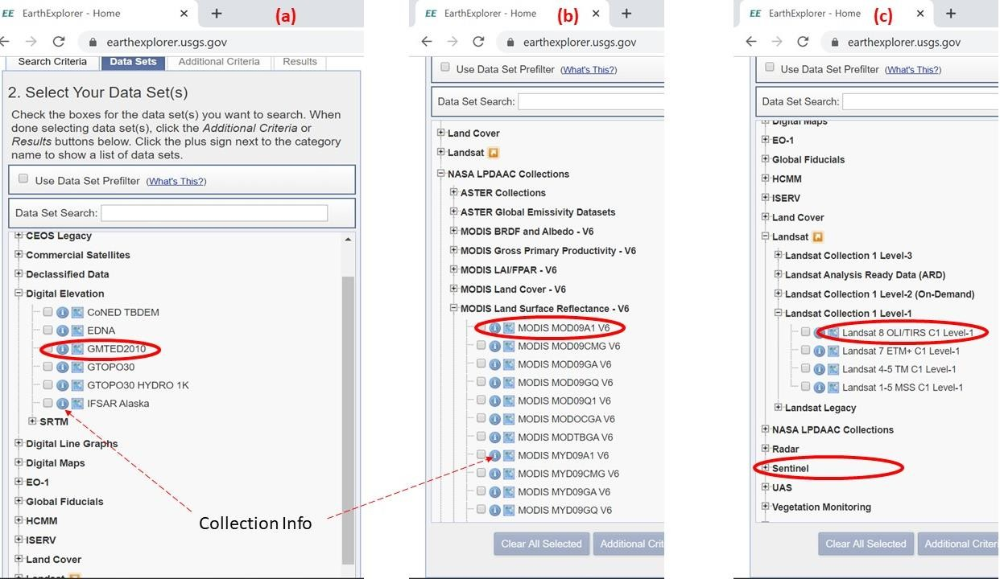 EE EarthExplorer - Home × + (a)
earthexplorer.usgs.gov
Search Criteria Data Sets Additional Criteria Results
2. Select Your Data Set(s)
Check the boxes for the data set(s) you want to search. When
done selecting data set(s), click the Additional Criteria or
Results buttons below. Click the plus sign next to the category
name to show a list of data sets.
Use Data Set Prefilter (What's This?)
Data Set Search:
CEOS Legacy
Commercial Satellites
Declassified Data
Digital Elevation
CoNED TBDEM
EDNA
GMTED2010
GTOPO30
GTOPO30 HYDRO 1K
IFSAR Alaska
SRTM
Digital Line Graphs
Digital Maps
EO-1
Global Fiducials
HCMM
ISERV
Land Cover
Landsat
Collection Info
EE EarthExplorer - Home (b) × +
earthexplorer.usgs.gov
Use Data Set Prefilter (What's This?)
Data Set Search:
Land Cover
Landsat
NASA LPDAAC Collections
ASTER Collections
ASTER Global Emissivity Datasets
MODIS BRDF and Albedo - V6
MODIS Gross Primary Productivity - V6
MODIS LAI/FPAR - V6
MODIS Land Cover - V6
MODIS Land Surface Reflectance - V6
MODIS MOD09A1 V6
MODIS MOD09CMG V6
MODIS MOD09GA V6
MODIS MOD09GQ V6
MODIS MOD09Q1 V6
MODIS MODOCGA V6
MODIS MODTBGA V6
MODIS MYD09A1 V6
MODIS MYD09CMG V6
MODIS MYD09GA V6
MODIS MYD09GQ V6
Clear All Selected Additional Crite
EE EarthExplorer - Home (c) × +
earthexplorer.usgs.gov
Use Data Set Prefilter (What's This?)
Data Set Search:
Digital Maps
EO-1
Global Fiducials
HCMM
ISERV
Land Cover
Landsat
Landsat Collection 1 Level-3
Landsat Analysis Ready Data (ARD)
Landsat Collection 1 Level-2 (On-Demand)
Landsat Collection 1 Level-1
Landsat 8 OLI/TIRS C1 Level-1
Landsat 7 ETM+ C1 Level-1
Landsat 4-5 TM C1 Level-1
Landsat 1-5 MSS C1 Level-1
Landsat Legacy
NASA LPDAAC Collections
Radar
Sentinel
UAS
Vegetation Monitoring
Clear All Selected Additional Criteri